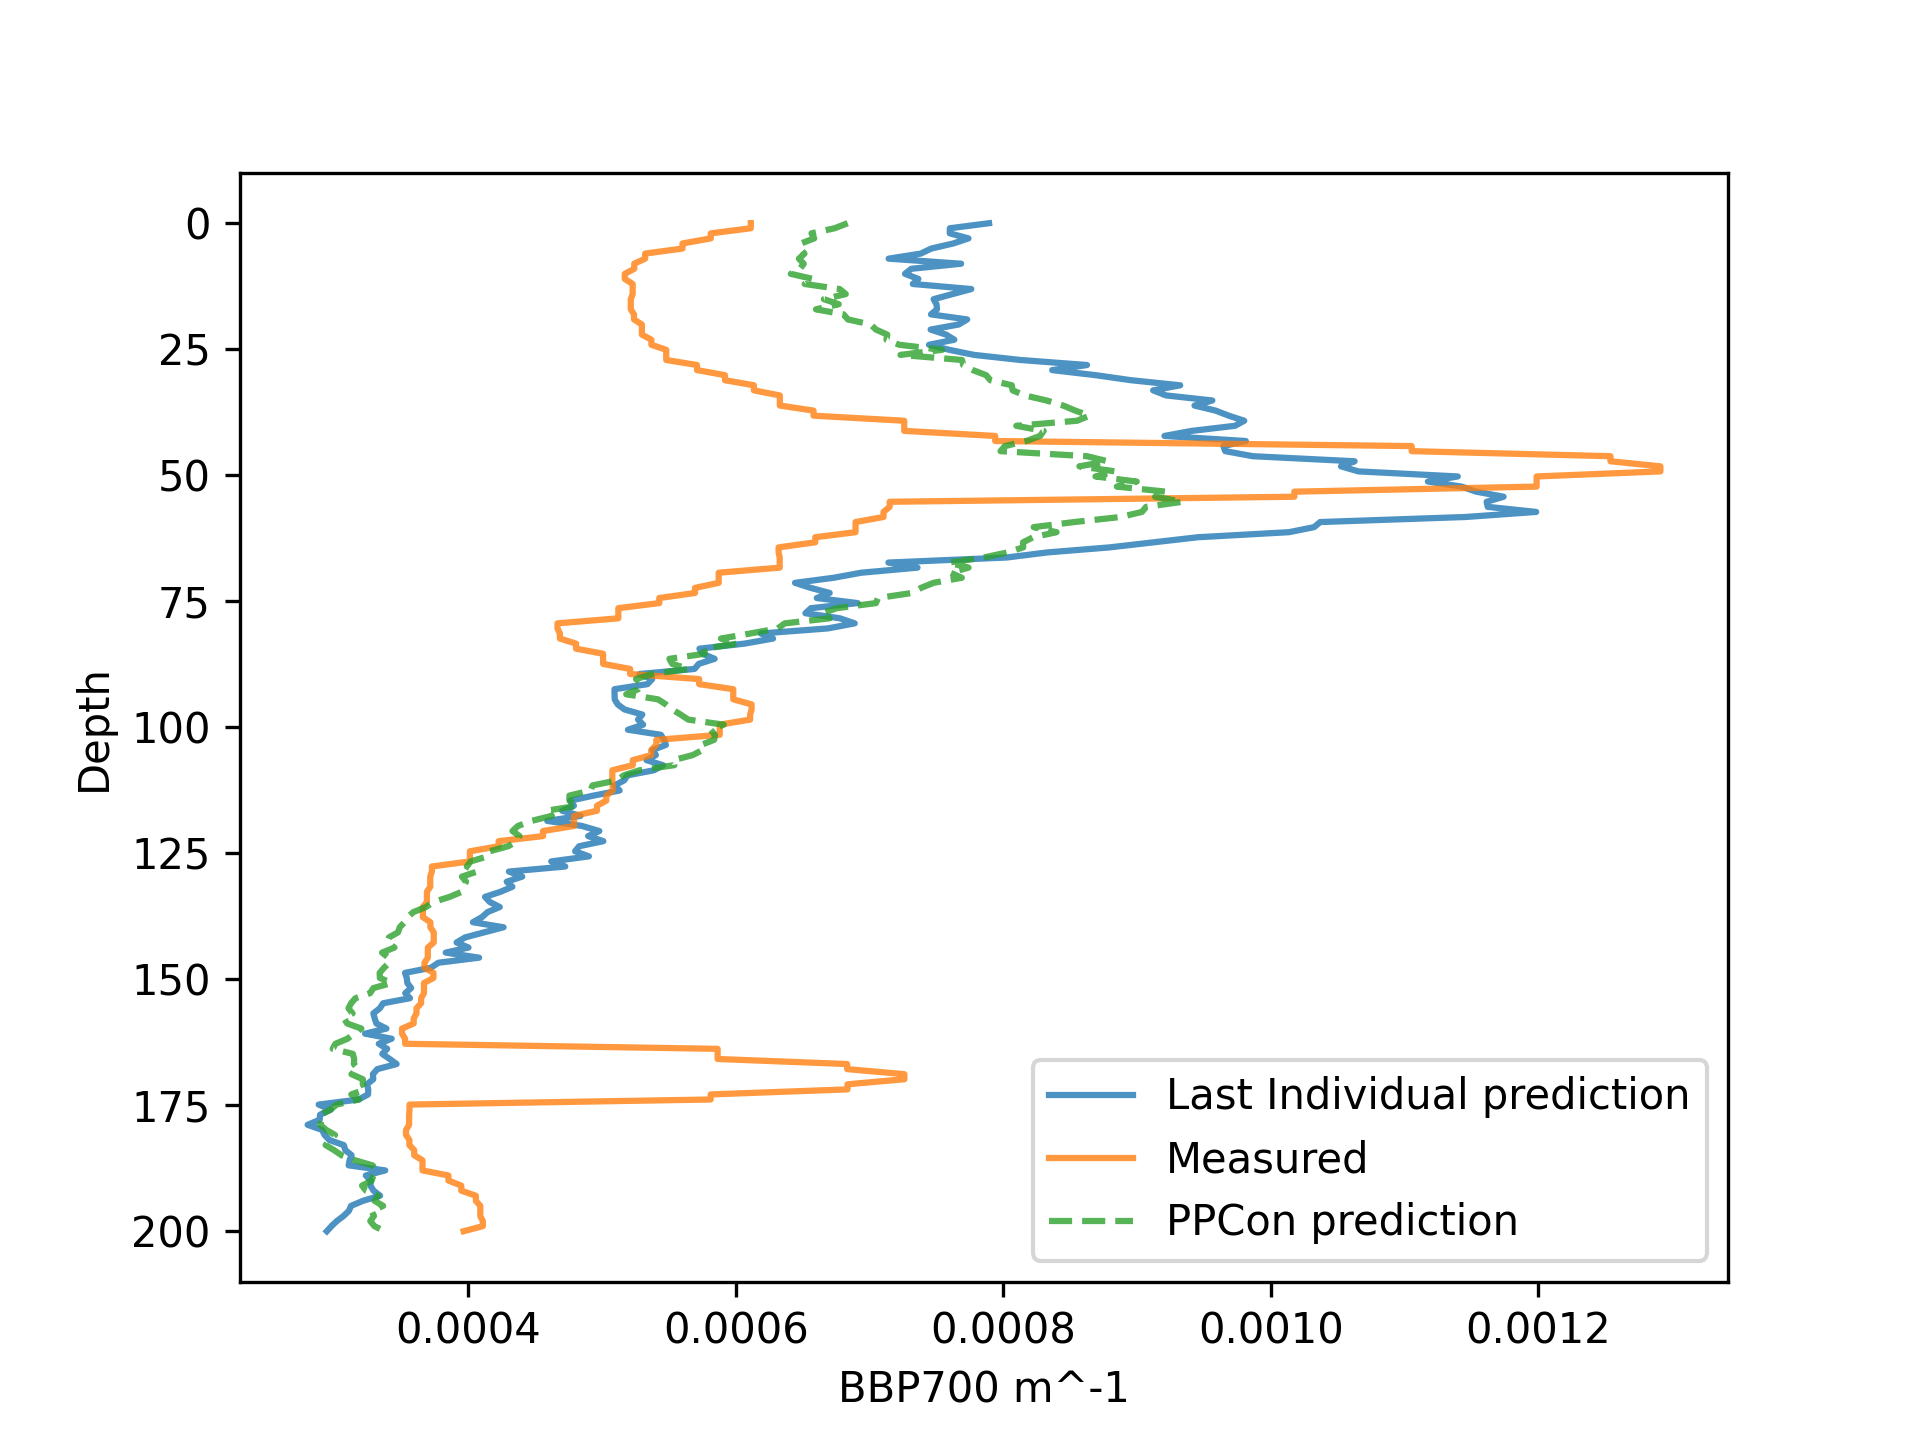 0
25
50
75
100
125
150
175
200
Depth
0.0004 0.0006 0.0008 0.0010 0.0012
BBP700 m^-1
Last Individual prediction
Measured
PPCon prediction